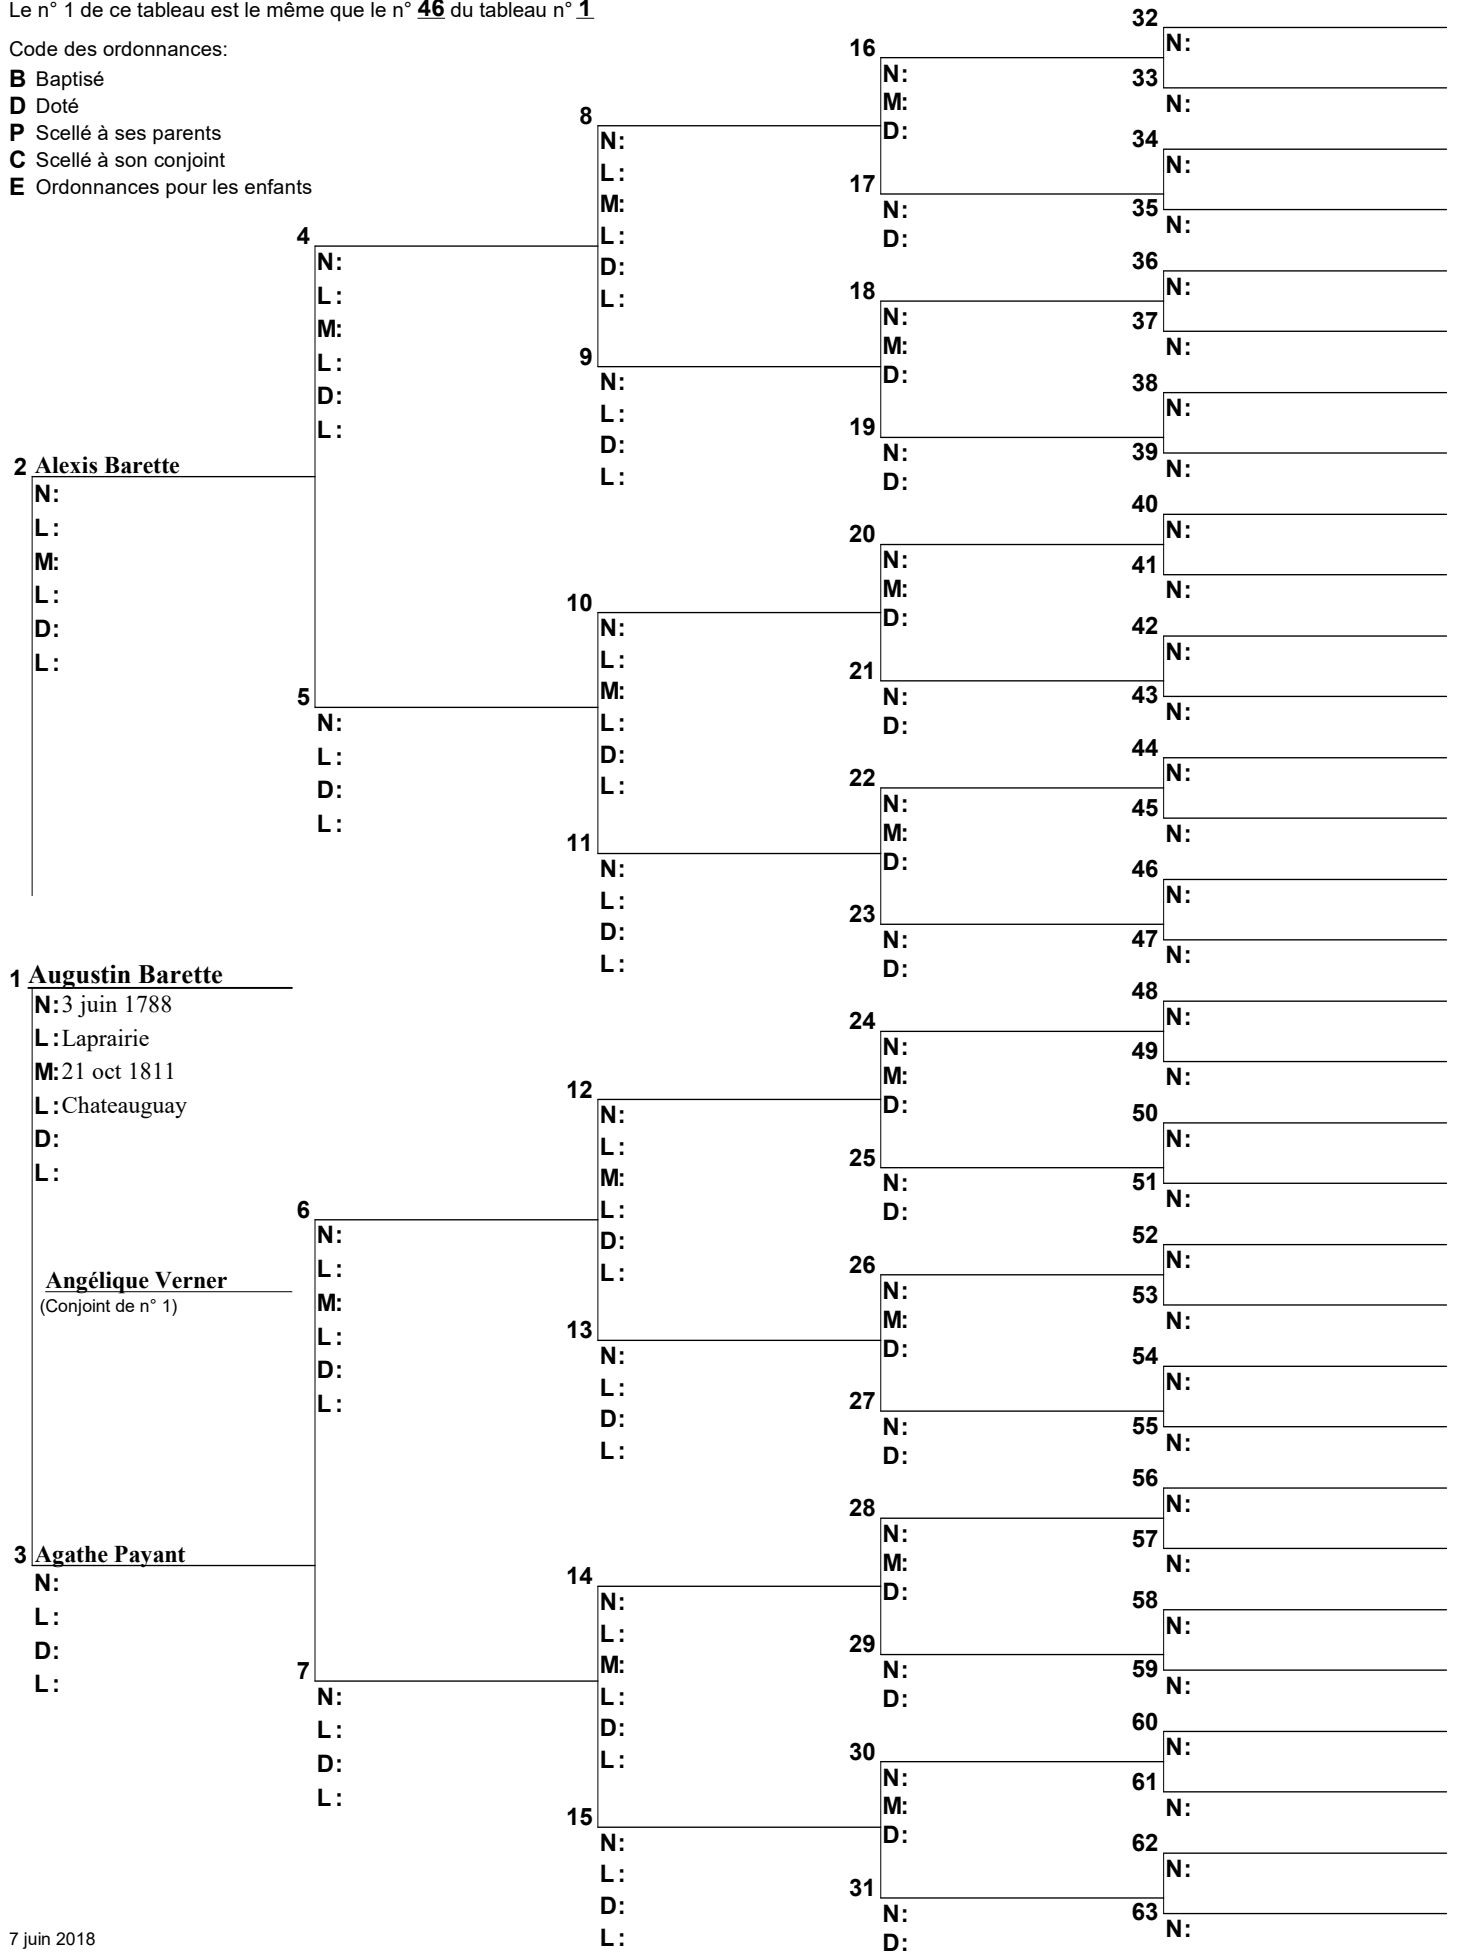 Le n° 1 de ce tableau est le même que le n° 46 du tableau n° 1
Code des ordonnances:
B Baptisé
D Doté
P Scellé à ses parents
C Scellé à son conjoint
E Ordonnances pour les enfants
2 Alexis Barette
N:
L:
M:
L:
D:
L:
1 Augustin Barette
N: 3 juin 1788
L: Laprairie
M: 21 oct 1811
L: Chateauguay
D:
L:
Angélique Verner
(Conjoint de n° 1)
3 Agathe Payant
N:
L:
D:
L:
4
N:
L:
M:
L:
D:
L:
5
N:
L:
D:
L:
6
N:
L:
M:
L:
D:
L:
7
N:
L:
D:
L:
8
N:
L:
M:
L:
D:
L:
9
N:
L:
D:
L:
10
N:
L:
M:
L:
D:
L:
11
N:
L:
D:
L:
12
N:
L:
M:
L:
D:
L:
13
N:
L:
D:
L:
14
N:
L:
M:
L:
D:
L:
15
N:
L:
D:
L:
16
N:
M:
D:
17
N:
D:
18
N:
M:
D:
19
N:
D:
20
N:
M:
D:
21
N:
D:
22
N:
M:
D:
23
N:
D:
24
N:
M:
D:
25
N:
D:
26
N:
M:
D:
27
N:
D:
28
N:
M:
D:
29
N:
D:
30
N:
M:
D:
31
N:
D:
32
N:
33
N:
34
N:
35
N:
36
N:
37
N:
38
N:
39
N:
40
N:
41
N:
42
N:
43
N:
44
N:
45
N:
46
N:
47
N:
48
N:
49
N:
50
N:
51
N:
52
N:
53
N:
54
N:
55
N:
56
N:
57
N:
58
N:
59
N:
60
N:
61
N:
62
N:
63
N:
7 juin 2018